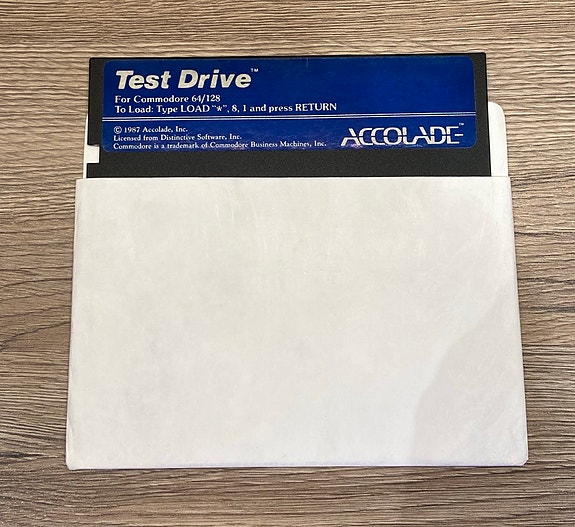 Test Drive™
For Commodore 64/128
To Load: Type LOAD "*", 8, 1 and press RETURN
© 1987 Accolade, Inc.
Licensed from Distinctive Software, Inc.
Commodore is a trademark of Commodore Business Machines, Inc.
ACCOLADE™